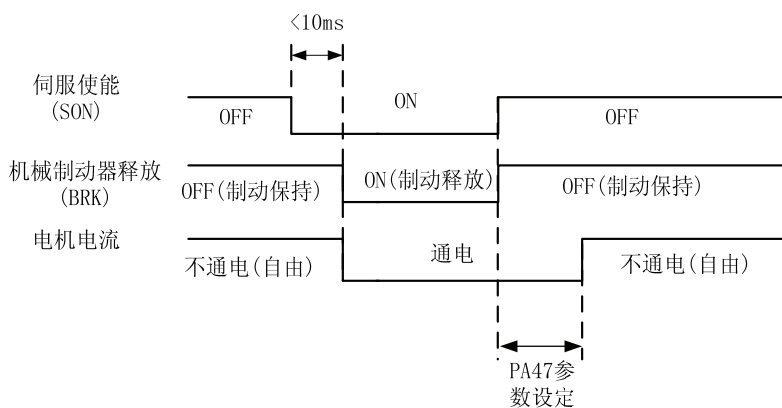 <10ms
伺服使能
(SON)
OFF
ON
OFF
机械制动器释放
(BRK)
OFF(制动保持)
ON(制动释放)
OFF(制动保持)
电机电流
不通电(自由)
通电
不通电(自由)
PA47参
数设定